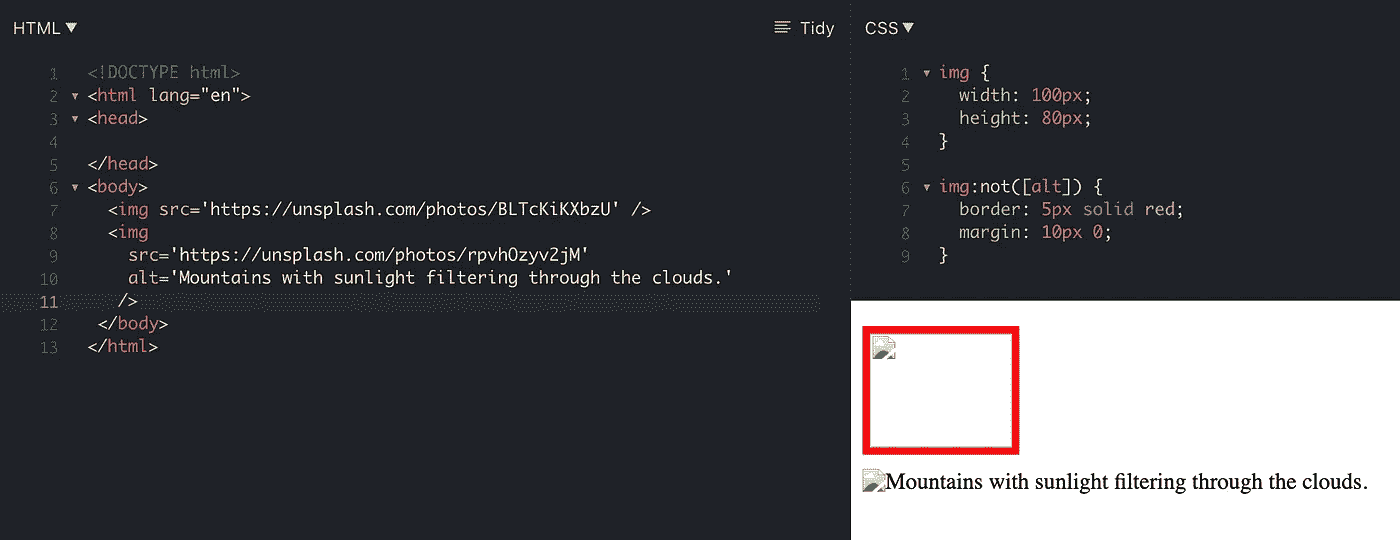 HTML ▼
Tidy
1 <!DOCTYPE html>
2 ▼ <html lang="en">
3 ▼ <head>
4
5 </head>
6 ▼ <body>
7 <img src='https://unsplash.com/photos/BLTcKiKXbzU' />
8 <img
9 src='https://unsplash.com/photos/rpvhOzyv2jM'
10 alt='Mountains with sunlight filtering through the clouds.'
11 />
12 </body>
13 </html>
CSS ▼
1 ▼ img {
2 width: 100px;
3 height: 80px;
4 }
5
6 ▼ img:not([alt]) {
7 border: 5px solid red;
8 margin: 10px 0;
9 }
Mountains with sunlight filtering through the clouds.